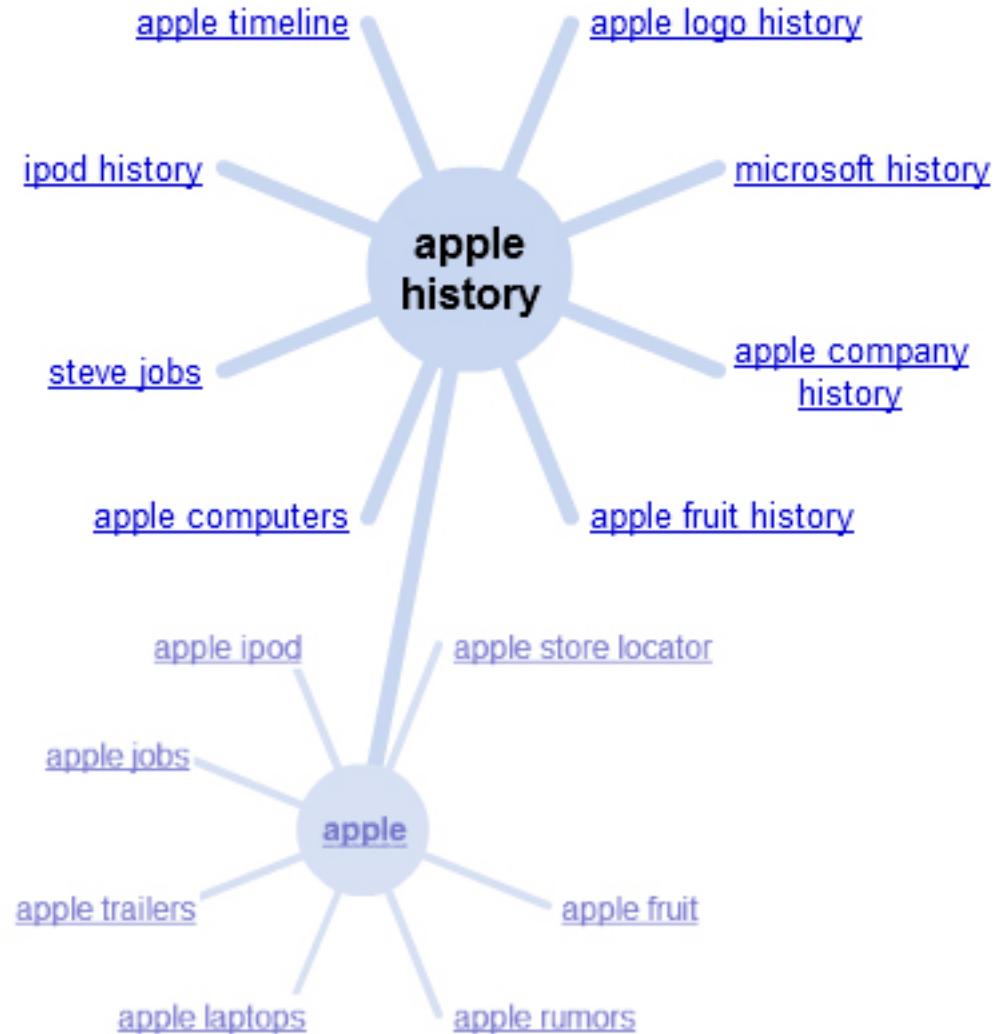 apple timeline
apple logo history
ipod history
microsoft history
apple
history
steve jobs
apple company
history
apple computers
apple fruit history
apple ipod
apple store locator
apple jobs
apple
apple trailers
apple fruit
apple laptops
apple rumors